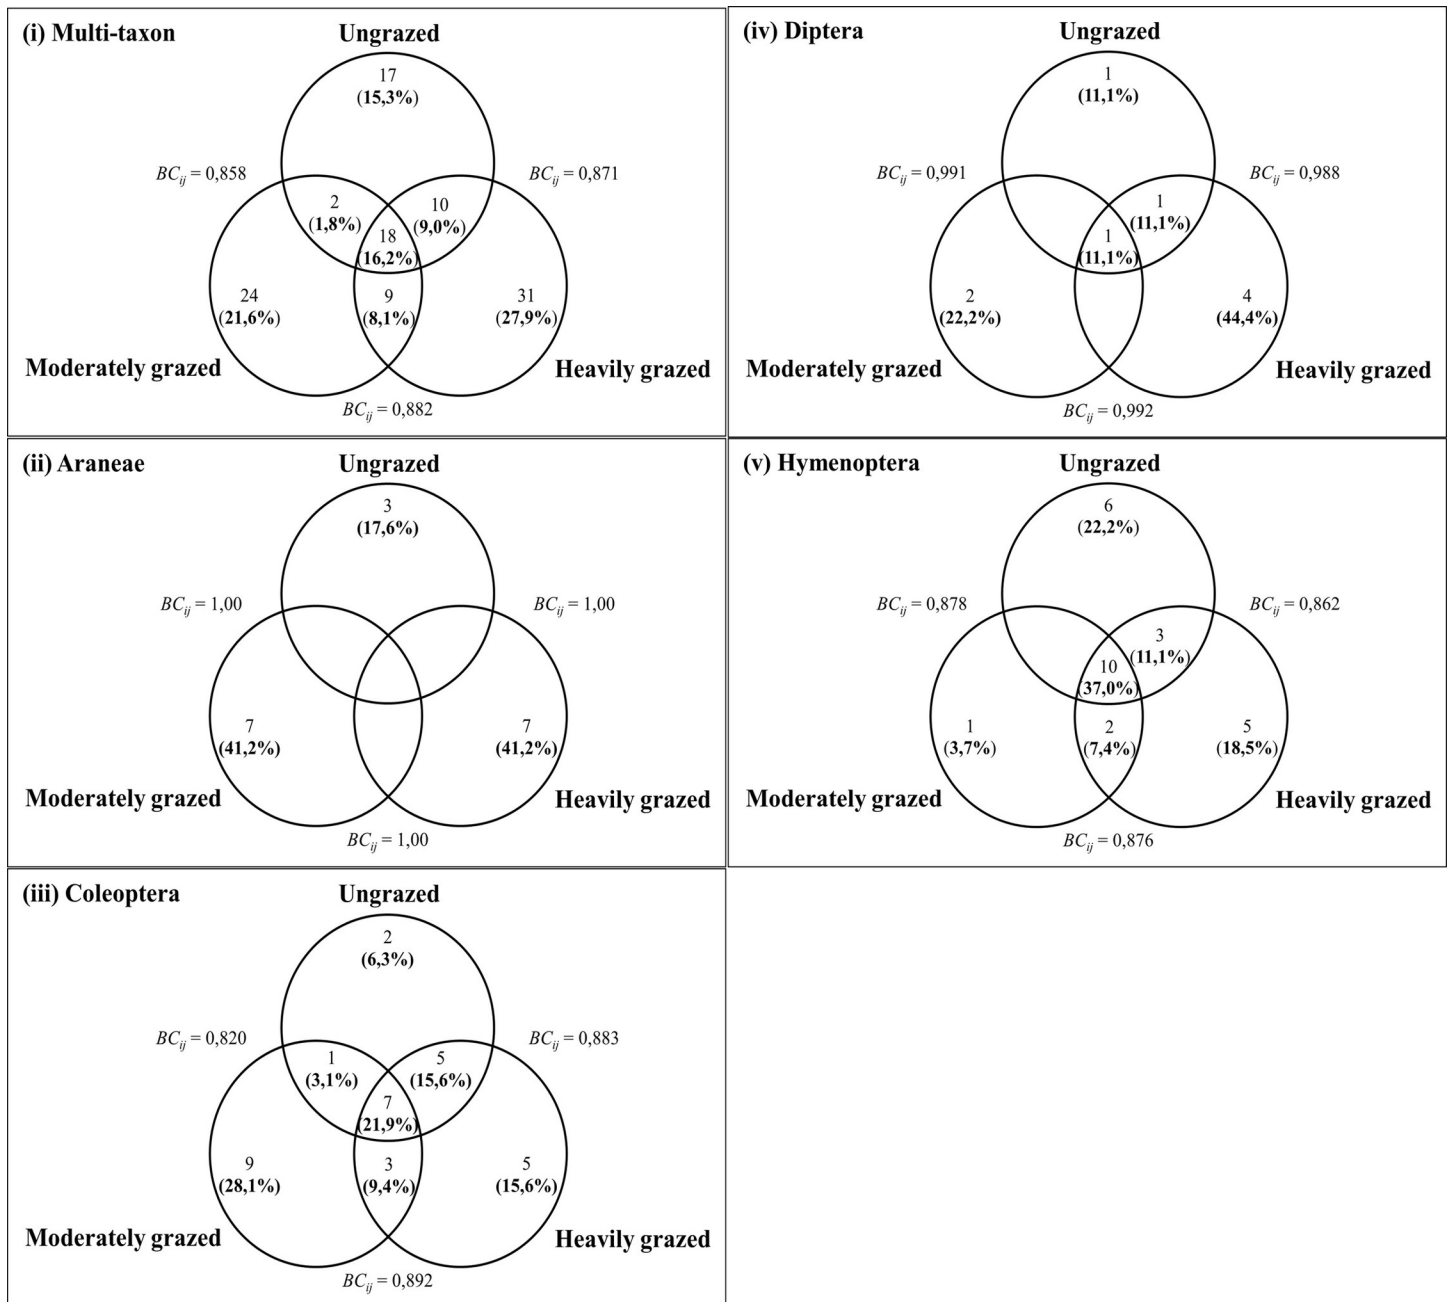 (i) Multi-taxon
Ungrazed
17
(15,3%)
BCij = 0,858
BCij = 0,871
2
(1,8%)
10
(9,0%)
18
(16,2%)
24
(21,6%)
9
(8,1%)
31
(27,9%)
Moderately grazed
Heavily grazed
BCij = 0,882
(ii) Araneae
Ungrazed
3
(17,6%)
BCij = 1,00
BCij = 1,00
7
(41,2%)
7
(41,2%)
Moderately grazed
Heavily grazed
BCij = 1,00
(iii) Coleoptera
Ungrazed
2
(6,3%)
BCij = 0,820
BCij = 0,883
1
(3,1%)
5
(15,6%)
7
(21,9%)
9
(28,1%)
3
(9,4%)
5
(15,6%)
Moderately grazed
Heavily grazed
BCij = 0,892
(iv) Diptera
Ungrazed
1
(11,1%)
BCij = 0,991
BCij = 0,988
1
(11,1%)
1
(11,1%)
2
(22,2%)
4
(44,4%)
Moderately grazed
Heavily grazed
BCij = 0,992
(v) Hymenoptera
Ungrazed
6
(22,2%)
BCij = 0,878
BCij = 0,862
3
(11,1%)
10
(37,0%)
1
(3,7%)
2
(7,4%)
5
(18,5%)
Moderately grazed
Heavily grazed
BCij = 0,876